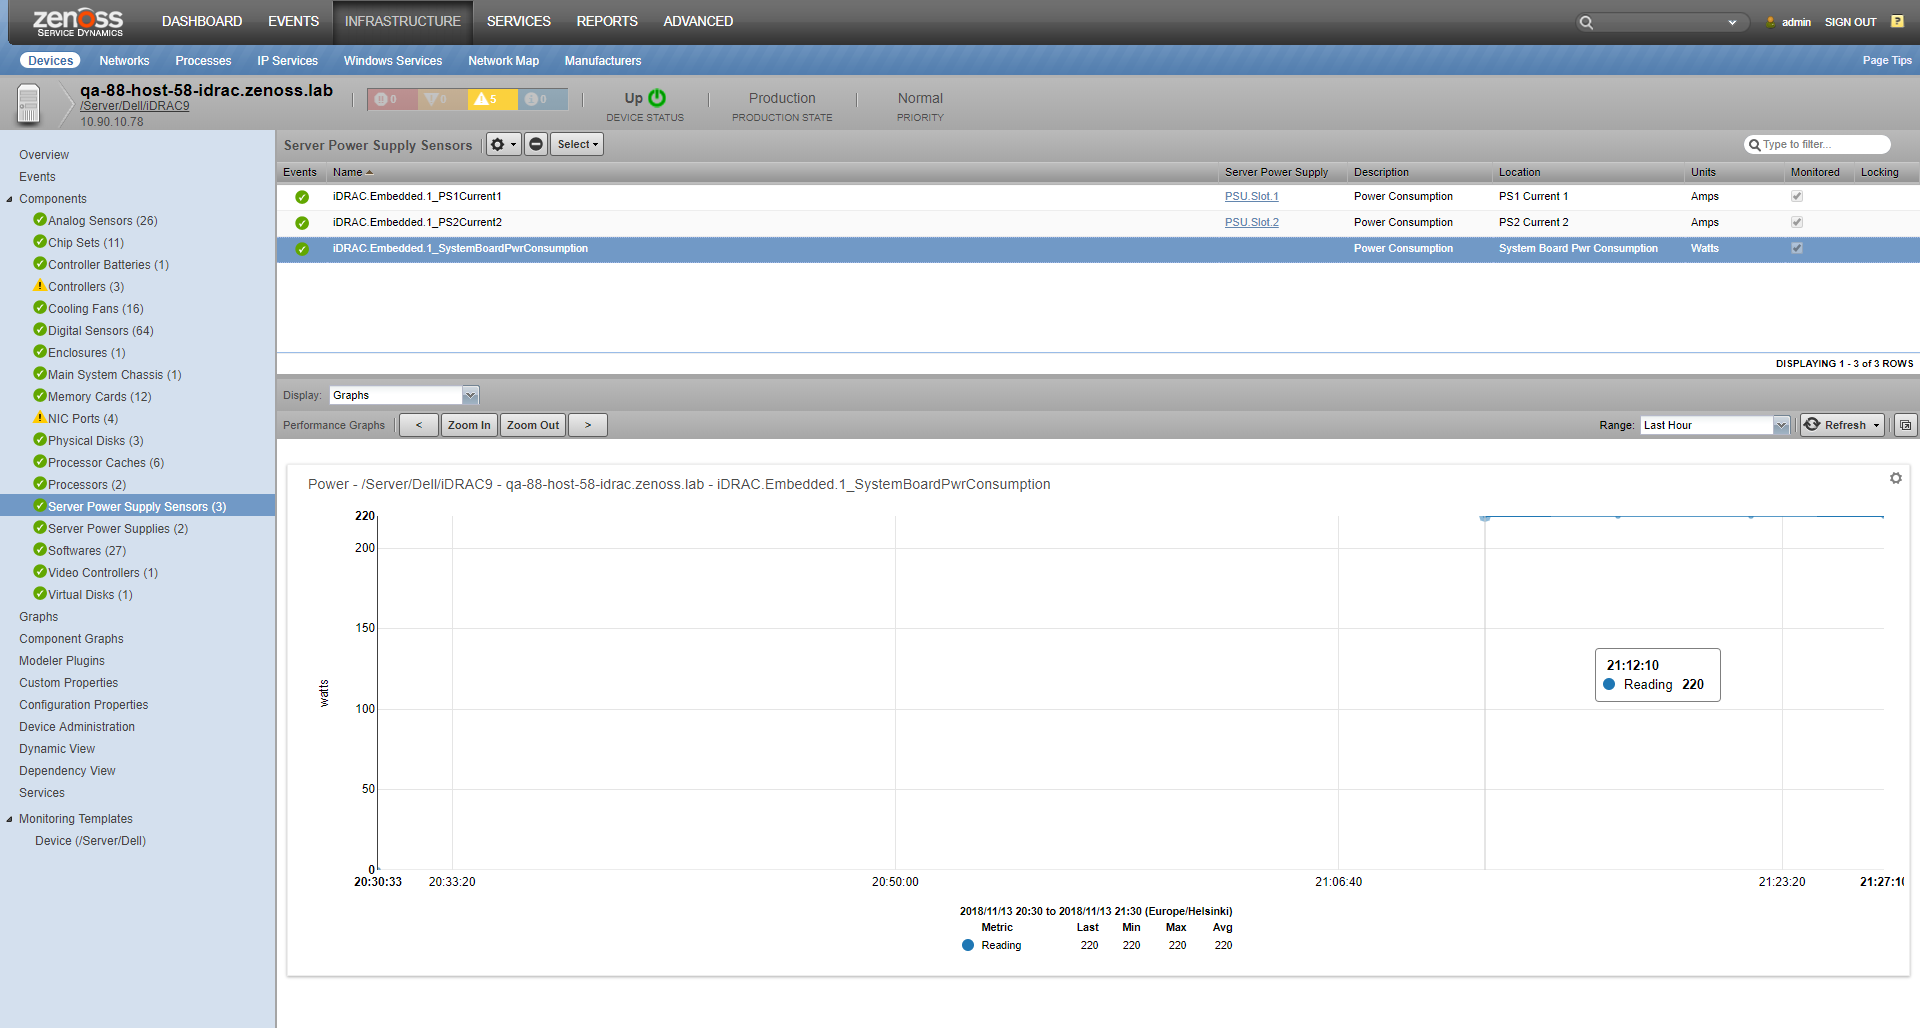 zenoss
SERVICE DYNAMICS
DASHBOARD EVENTS INFRASTRUCTURE SERVICES REPORTS ADVANCED
admin SIGN OUT ?
Devices Networks Processes IP Services Windows Services Network Map Manufacturers
Page Tips
qa-88-host-58-idrac.zenoss.lab
/Server/Dell/iDRAC9
10.90.10.78
0 0 5 0
Up
DEVICE STATUS
Production
PRODUCTION STATE
Normal
PRIORITY
Overview
Events
Components
Analog Sensors (26)
Chip Sets (11)
Controller Batteries (1)
Controllers (3)
Cooling Fans (16)
Digital Sensors (64)
Enclosures (1)
Main System Chassis (1)
Memory Cards (12)
NIC Ports (4)
Physical Disks (3)
Processor Caches (6)
Processors (2)
Server Power Supply Sensors (3)
Server Power Supplies (2)
Softwares (27)
Video Controllers (1)
Virtual Disks (1)
Graphs
Component Graphs
Modeler Plugins
Custom Properties
Configuration Properties
Device Administration
Dynamic View
Dependency View
Services
Monitoring Templates
Device (/Server/Dell)
Server Power Supply Sensors
Select
Type to filter...
Events Name Server Power Supply Description Location Units Monitored Locking
iDRAC.Embedded.1_PS1Current1 PSU.Slot.1 Power Consumption PS1 Current 1 Amps
iDRAC.Embedded.1_PS2Current2 PSU.Slot.2 Power Consumption PS2 Current 2 Amps
iDRAC.Embedded.1_SystemBoardPwrConsumption Power Consumption System Board Pwr Consumption Watts
DISPLAYING 1 - 3 of 3 ROWS
Display: Graphs
Performance Graphs < Zoom In Zoom Out >
Range: Last Hour Refresh
Power - /Server/Dell/iDRAC9 - qa-88-host-58-idrac.zenoss.lab - iDRAC.Embedded.1_SystemBoardPwrConsumption
220
200
150
100
50
0
watts
21:12:10
Reading 220
20:30:33 20:33:20 20:50:00 21:06:40 21:23:20 21:27:10
2018/11/13 20:30 to 2018/11/13 21:30 (Europe/Helsinki)
Metric Last Min Max Avg
Reading 220 220 220 220